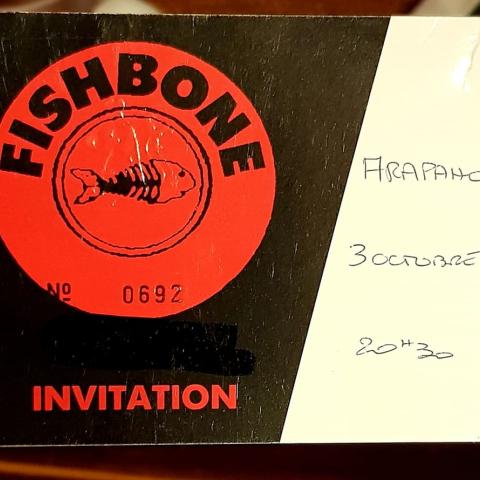 FISHBONE
Nº 0692
INVITATION
ARAPAHO
3 OCTOBRE
20H30